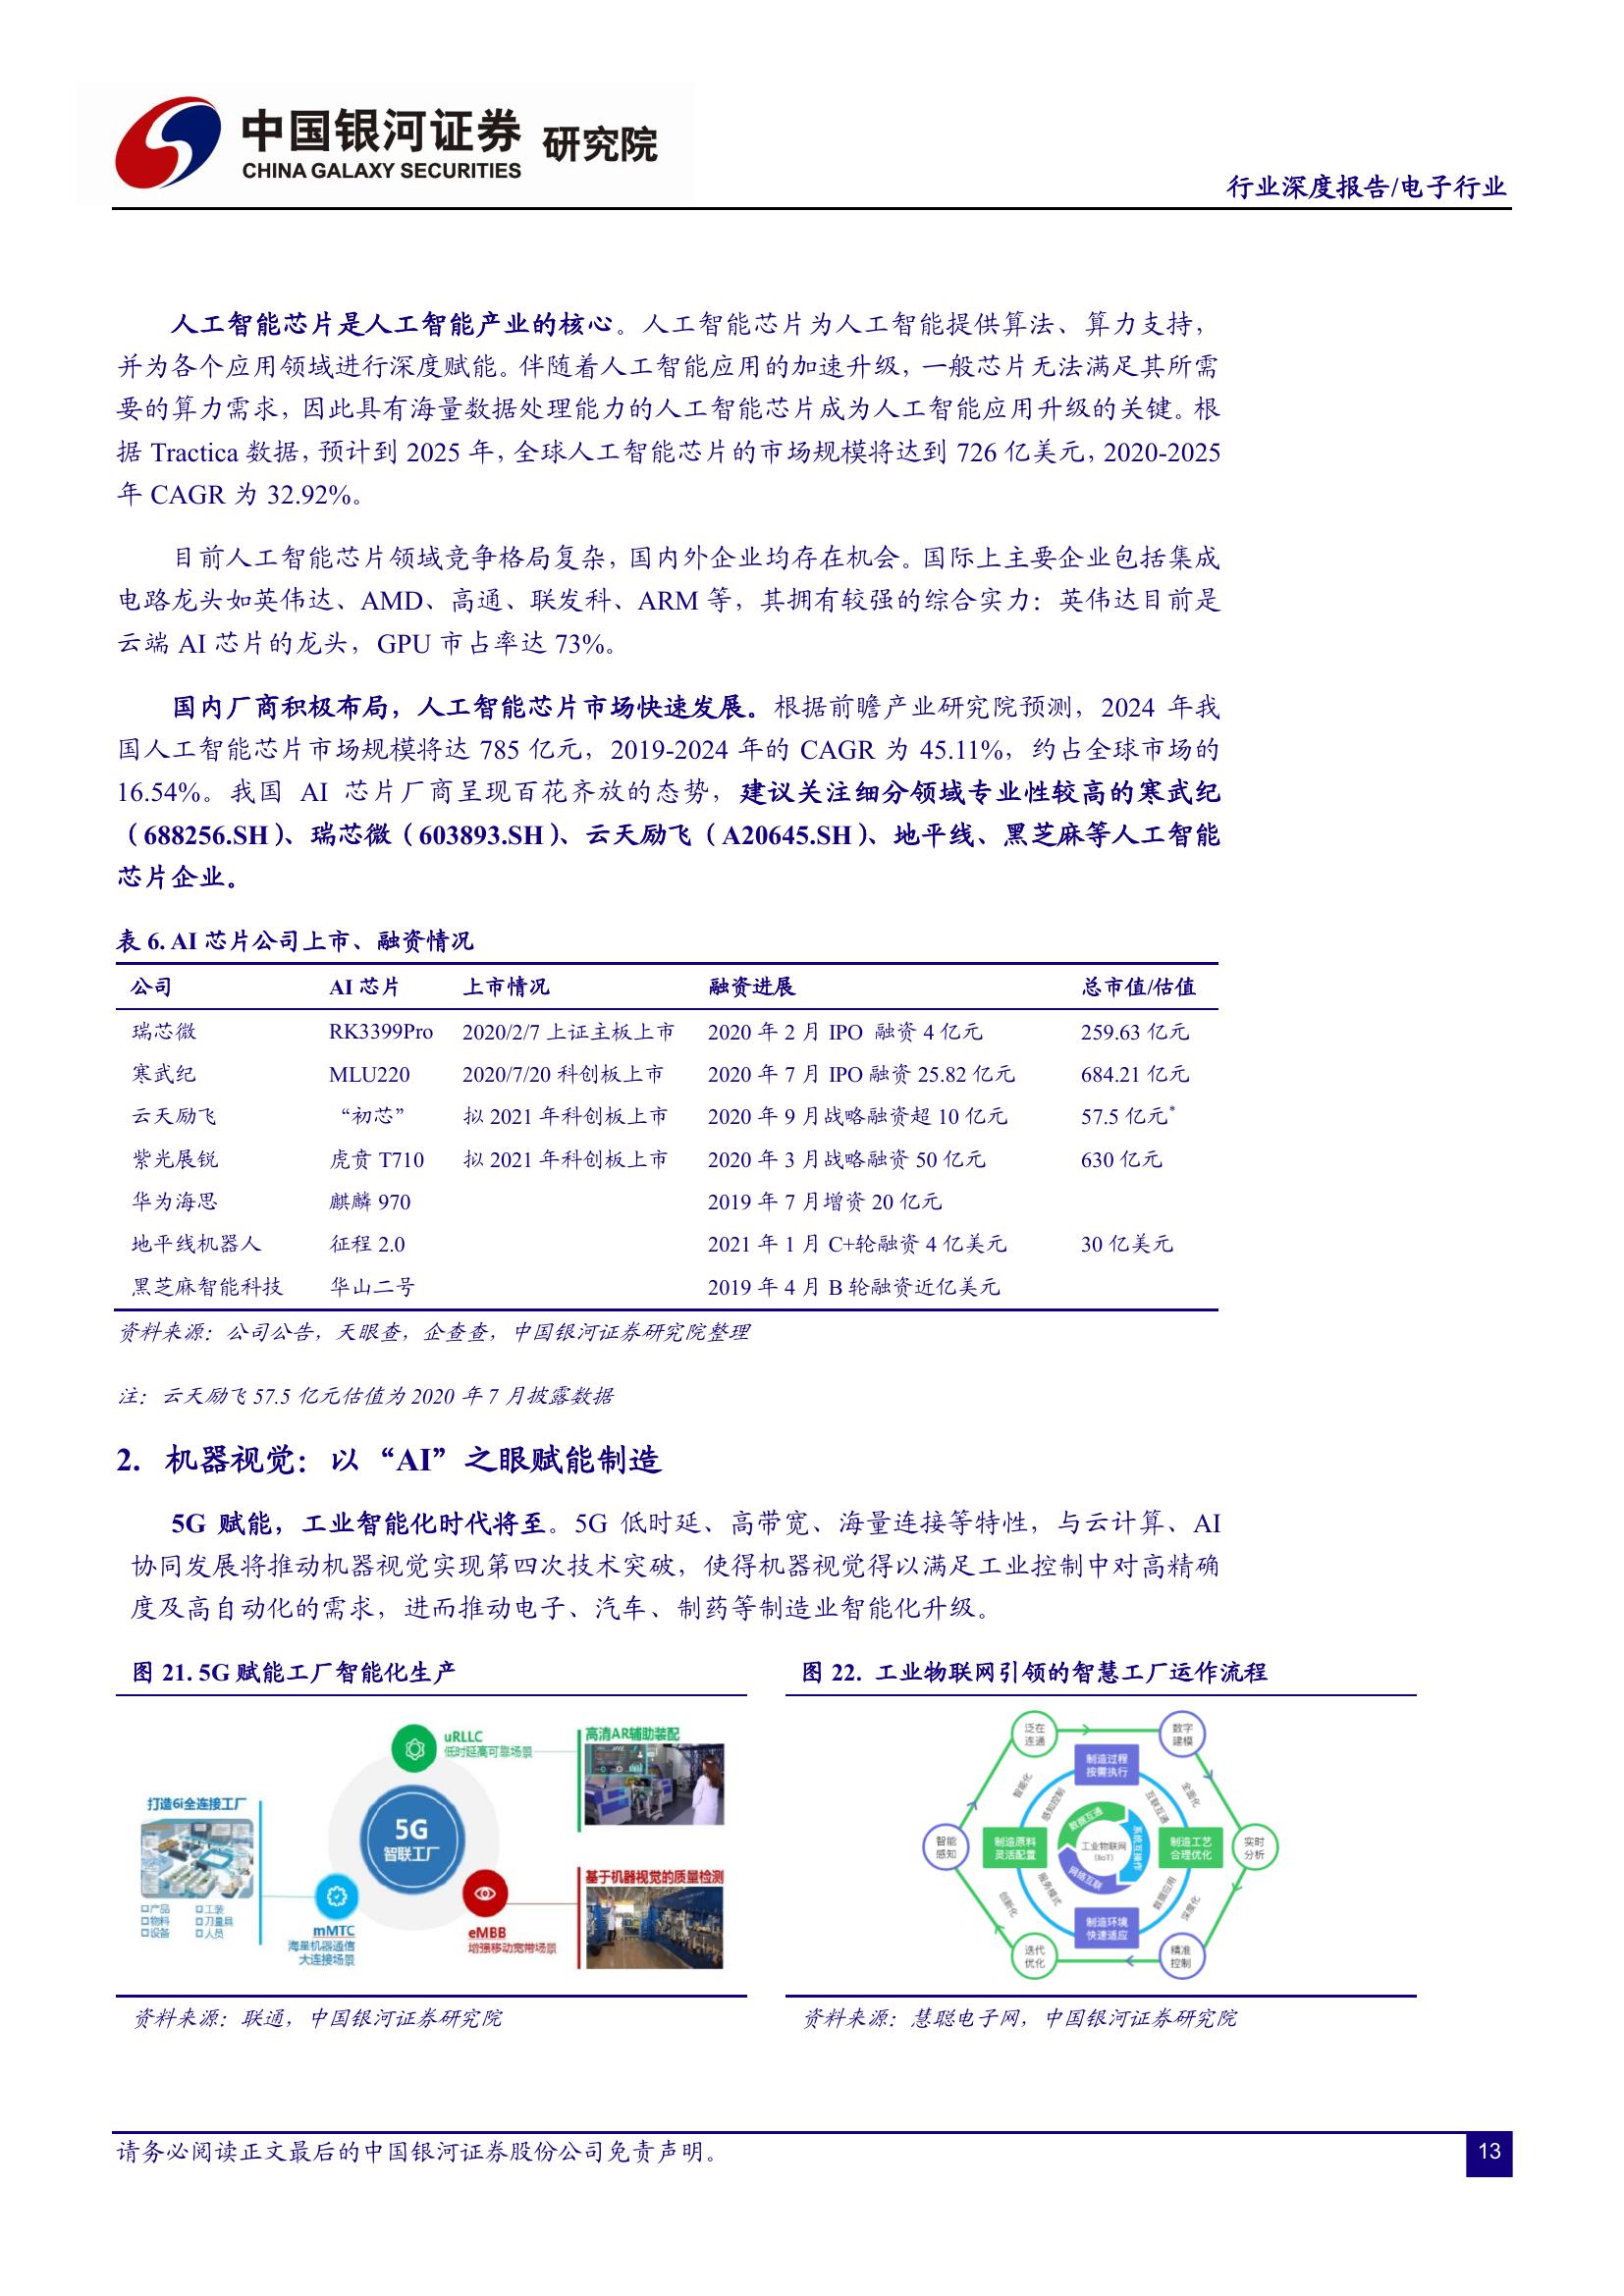 中国银河证券 研究院
CHINA GALAXY SECURITIES
行业深度报告/电子行业
人工智能芯片是人工智能产业的核心。人工智能芯片为人工智能提供算法、算力支持，
并为各个应用领域进行深度赋能。伴随着人工智能应用的加速升级，一般芯片无法满足其所需
要的算力需求，因此具有海量数据处理能力的人工智能芯片成为人工智能应用升级的关键。根
据 Tractica 数据，预计到 2025 年，全球人工智能芯片的市场规模将达到 726 亿美元，2020-2025
年 CAGR 为 32.92%。
目前人工智能芯片领域竞争格局复杂，国内外企业均存在机会。国际上主要企业包括集成
电路龙头如英伟达、AMD、高通、联发科、ARM 等，其拥有较强的综合实力：英伟达目前是
云端 AI 芯片的龙头，GPU 市占率达 73%。
国内厂商积极布局，人工智能芯片市场快速发展。根据前瞻产业研究院预测，2024 年我
国人工智能芯片市场规模将达 785 亿元，2019-2024 年的 CAGR 为 45.11%，约占全球市场的
16.54%。我国 AI 芯片厂商呈现百花齐放的态势，建议关注细分领域专业性较高的寒武纪
（688256.SH）、瑞芯微（603893.SH）、云天励飞（A20645.SH）、地平线、黑芝麻等人工智能
芯片企业。
表 6. AI 芯片公司上市、融资情况
公司 AI 芯片 上市情况 融资进展 总市值/估值
瑞芯微 RK3399Pro 2020/2/7 上证主板上市 2020 年 2 月 IPO 融资 4 亿元 259.63 亿元
寒武纪 MLU220 2020/7/20 科创板上市 2020 年 7 月 IPO 融资 25.82 亿元 684.21 亿元
云天励飞 “初芯” 拟 2021 年科创板上市 2020 年 9 月战略融资超 10 亿元 57.5 亿元*
紫光展锐 虎贲 T710 拟 2021 年科创板上市 2020 年 3 月战略融资 50 亿元 630 亿元
华为海思 麒麟 970 2019 年 7 月增资 20 亿元
地平线机器人 征程 2.0 2021 年 1 月 C+轮融资 4 亿美元 30 亿美元
黑芝麻智能科技 华山二号 2019 年 4 月 B 轮融资近亿美元
资料来源：公司公告，天眼查，企查查，中国银河证券研究院整理
注：云天励飞 57.5 亿元估值为 2020 年 7 月披露数据
2. 机器视觉：以“AI”之眼赋能制造
5G 赋能，工业智能化时代将至。5G 低时延、高带宽、海量连接等特性，与云计算、AI
协同发展将推动机器视觉实现第四次技术突破，使得机器视觉得以满足工业控制中对高精确
度及高自动化的需求，进而推动电子、汽车、制药等制造业智能化升级。
图 21. 5G 赋能工厂智能化生产
打造6i全连接工厂
产品 工装
物料 刀量具
设备 人员
uRLLC
低时延高可靠场景
5G
智联工厂
mMTC
海量机器通信
大连接场景
eMBB
增强移动宽带场景
高清AR辅助装配
基于机器视觉的质量检测
资料来源：联通，中国银河证券研究院
图 22. 工业物联网引领的智慧工厂运作流程
泛在
连通
数字
建模
实时
分析
精准
控制
迭代
优化
智能
感知
智能化
全面化
深度化
创新化
制造过程
按需执行
制造工艺
合理优化
制造环境
快速适应
制造原料
灵活配置
感知控制
互联互通
数据应用
服务模式
数据互通
系统互操作
网络互联
工业物联网
(IIoT)
资料来源：慧聪电子网，中国银河证券研究院
请务必阅读正文最后的中国银河证券股份公司免责声明。
13